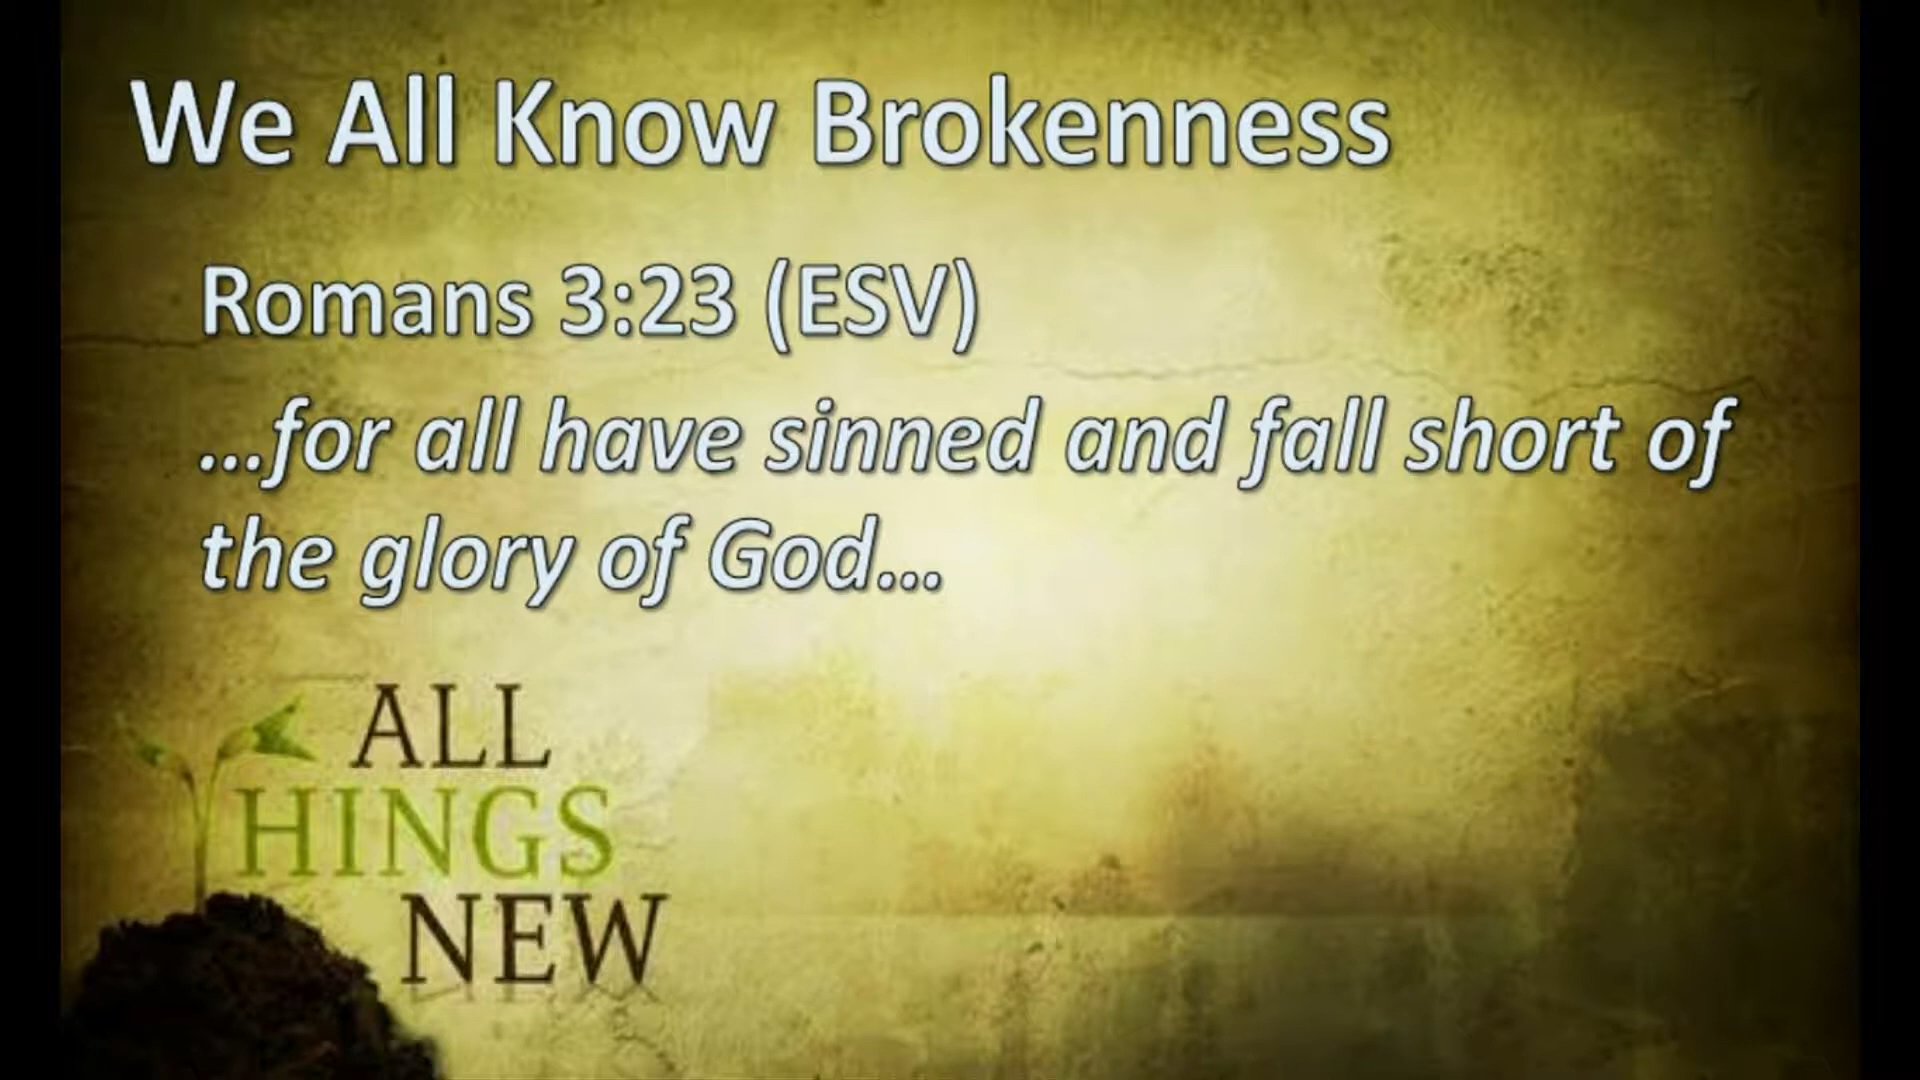 We All Know Brokenness
Romans 3:23 (ESV)
...for all have sinned and fall short of
the glory of God...
ALL
THINGS
NEW